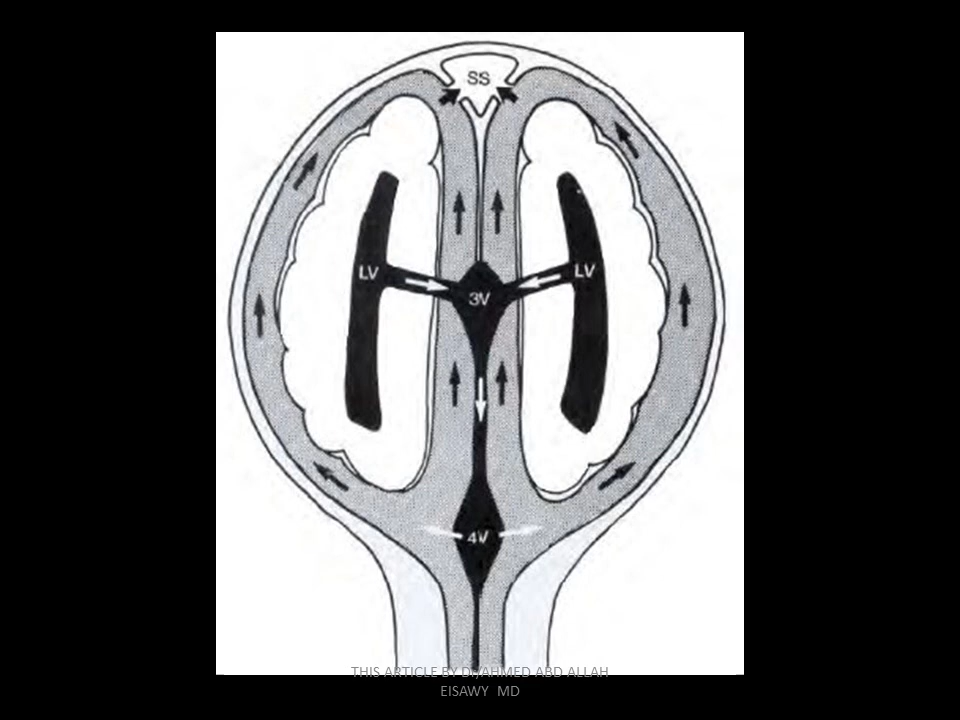 SS
LV
LV
3V
4V
THIS ARTICLE BY Dr/AHMED ABD ALLAH
EISAWY MD